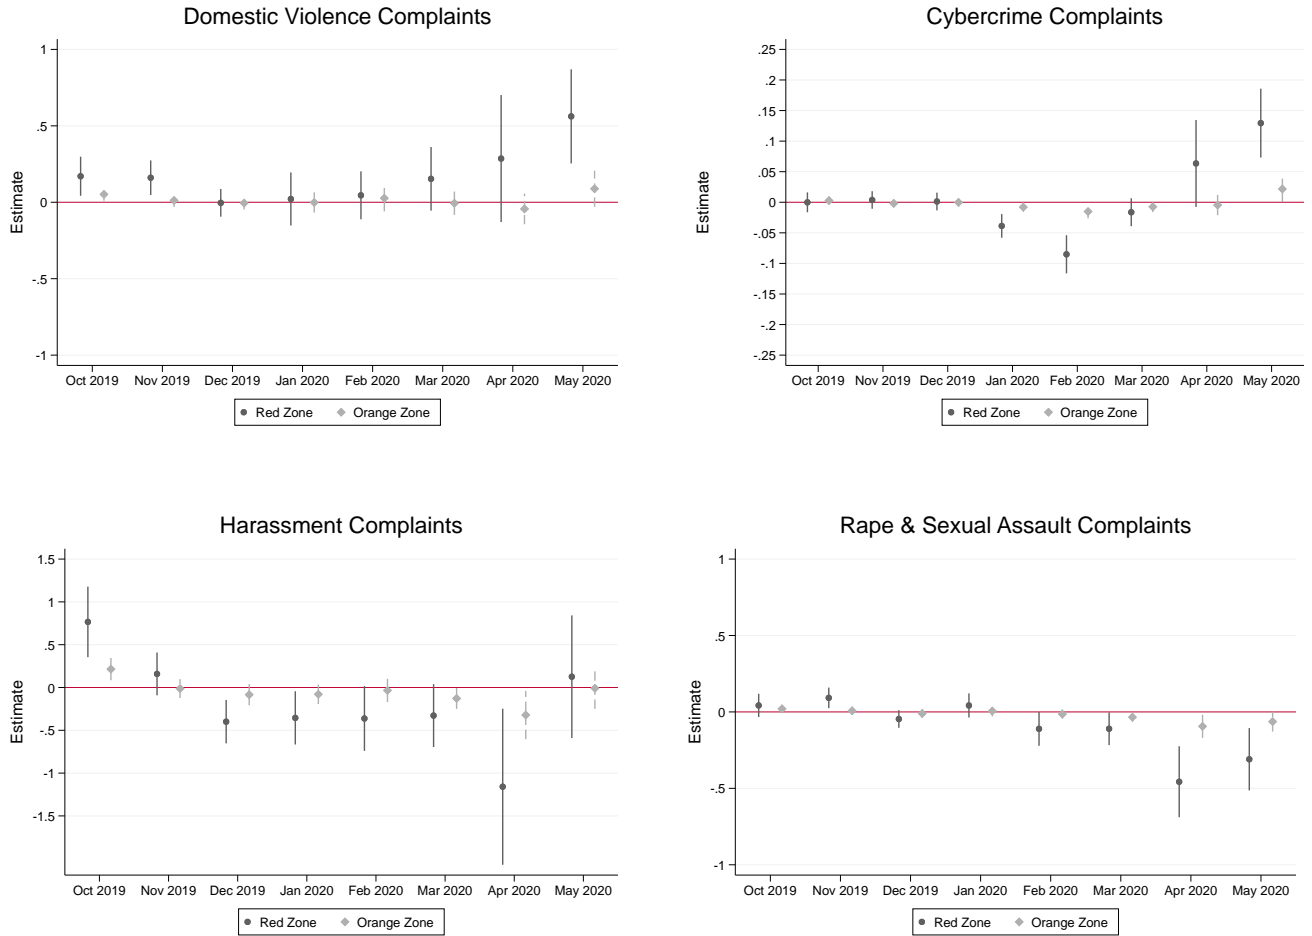 Domestic Violence Complaints
Estimate
1
.5
0
-.5
-1
Oct 2019 Nov 2019 Dec 2019 Jan 2020 Feb 2020 Mar 2020 Apr 2020 May 2020
Red Zone Orange Zone
Cybercrime Complaints
Estimate
.25
.2
.15
.1
.05
0
-.05
-.1
-.15
-.2
-.25
Oct 2019 Nov 2019 Dec 2019 Jan 2020 Feb 2020 Mar 2020 Apr 2020 May 2020
Red Zone Orange Zone
Harassment Complaints
Estimate
1.5
1
.5
0
-.5
-1
-1.5
Oct 2019 Nov 2019 Dec 2019 Jan 2020 Feb 2020 Mar 2020 Apr 2020 May 2020
Red Zone Orange Zone
Rape & Sexual Assault Complaints
Estimate
1
.5
0
-.5
-1
Oct 2019 Nov 2019 Dec 2019 Jan 2020 Feb 2020 Mar 2020 Apr 2020 May 2020
Red Zone Orange Zone